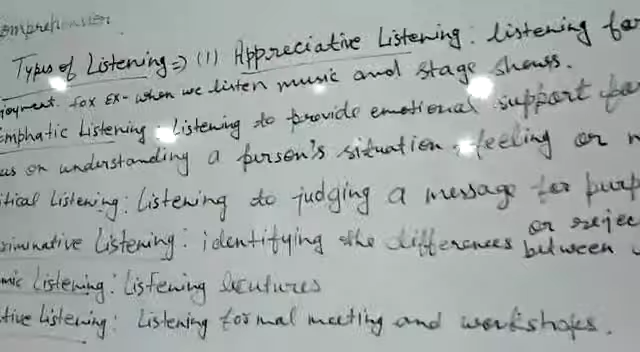 omprehension
Types of Listening ⇒ (1) Appreciative Listening : listening for
joyment. for Ex- when we listen music and stage shows.
mphatic Listening : Listening to provide emotional support for
us on understanding a person's situation, feeling or
itical Listening : Listening to judging a message for purp
or rejec
riminative Listening : identifying the differences between
mic Listening : Listening lecutures
tive Listening : Listening formal meeting and workshops.